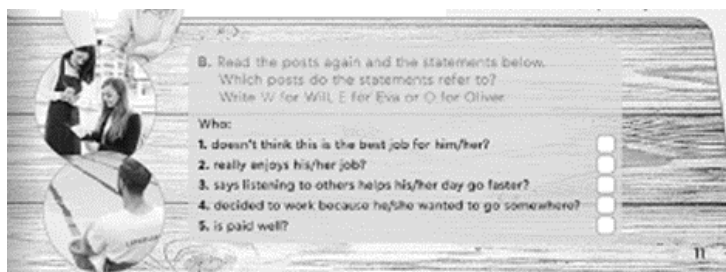 B. Read the posts again and the statements below.
Which posts do the statements refer to?
Write W for Will, E for Eva or O for Oliver.
Who:
1. doesn't think this is the best job for him/her?
2. really enjoys his/her job?
3. says listening to others helps his/her day go faster?
4. decided to work because he/she wanted to go somewhere?
5. is paid well?
11